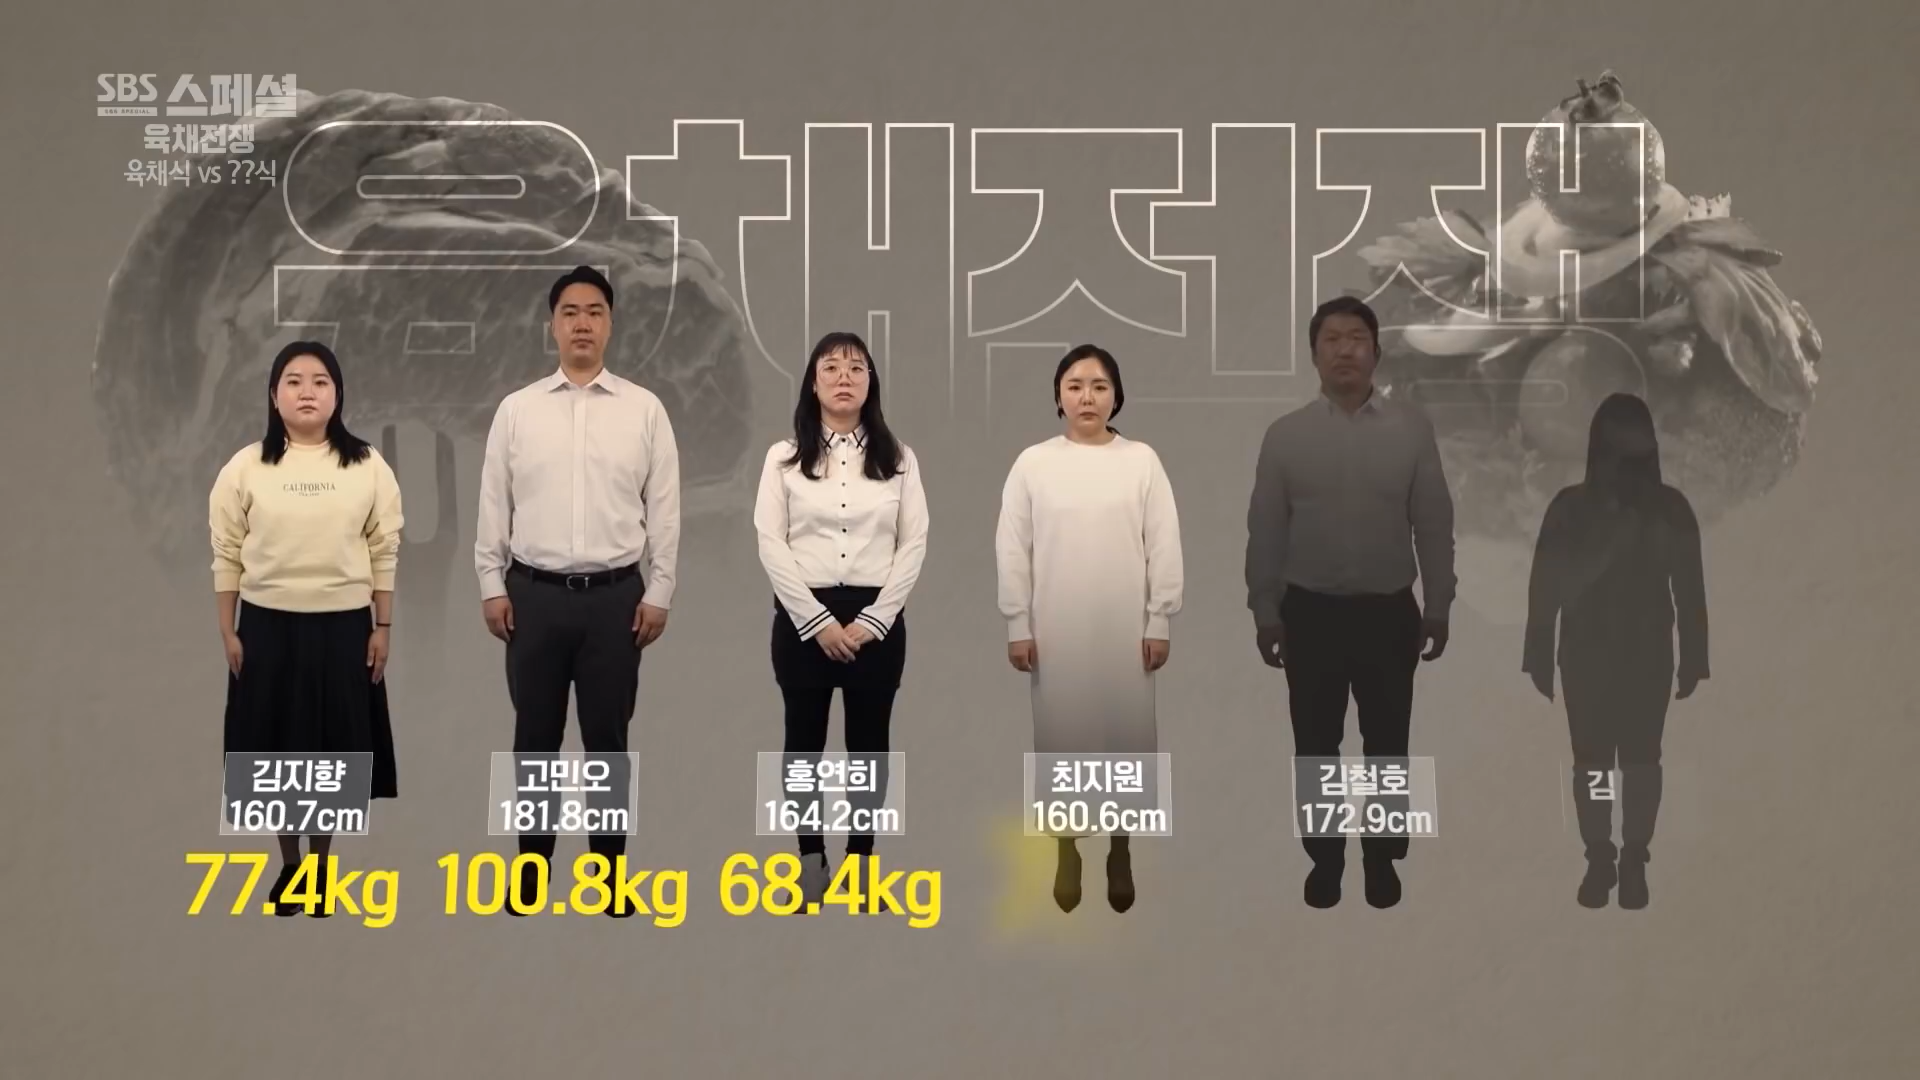 SBS 스페셜
SBS SPECIAL
육채전쟁
육채식 vs ??식
육채전쟁
CALIFORNIA
김지향
160.7cm
77.4kg
고민오
181.8cm
100.8kg
홍연희
164.2cm
68.4kg
최지원
160.6cm
김철호
172.9cm
김